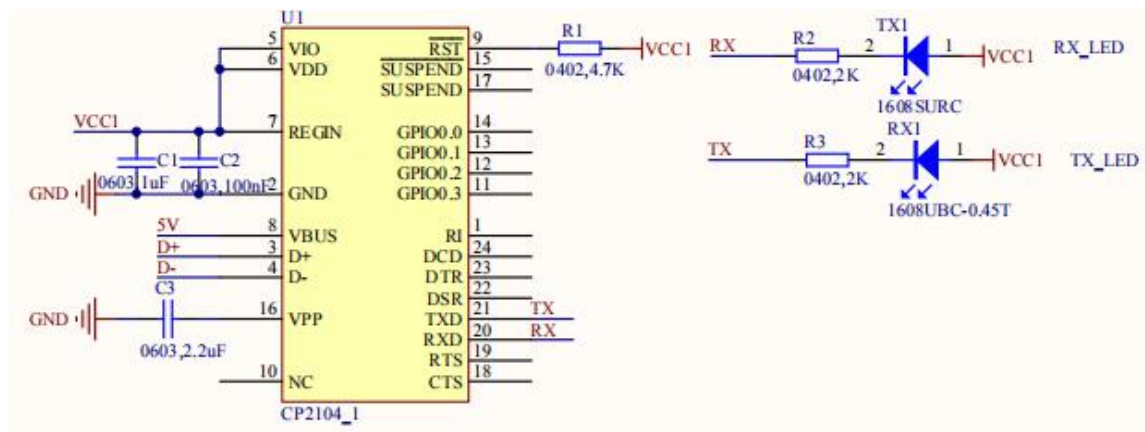 U1
5 VIO RST 9 R1 VCC1
6 VDD SUSPEND 15 0402,4.7K
SUSPEND 17
VCC1 7 REGIN GPIO0.0 14
GPIO0.1 13
C1 C2 GPIO0.2 12
0603,1uF 0603,100nF
GND 2 GND GPIO0.3 11
5V 8 VBUS RI 1
D+ 3 D+ DCD 24
D- 4 D- DTR 23
C3 DSR 22
GND 16 VPP TXD 21 TX
0603,2.2uF RXD 20 RX
RTS 19
10 NC CTS 18
CP2104_1
RX R2 2 TX1 1 VCC1 RX_LED
0402,2K 1608SURC
TX R3 2 RX1 1 VCC1 TX_LED
0402,2K 1608UBC-0.45T